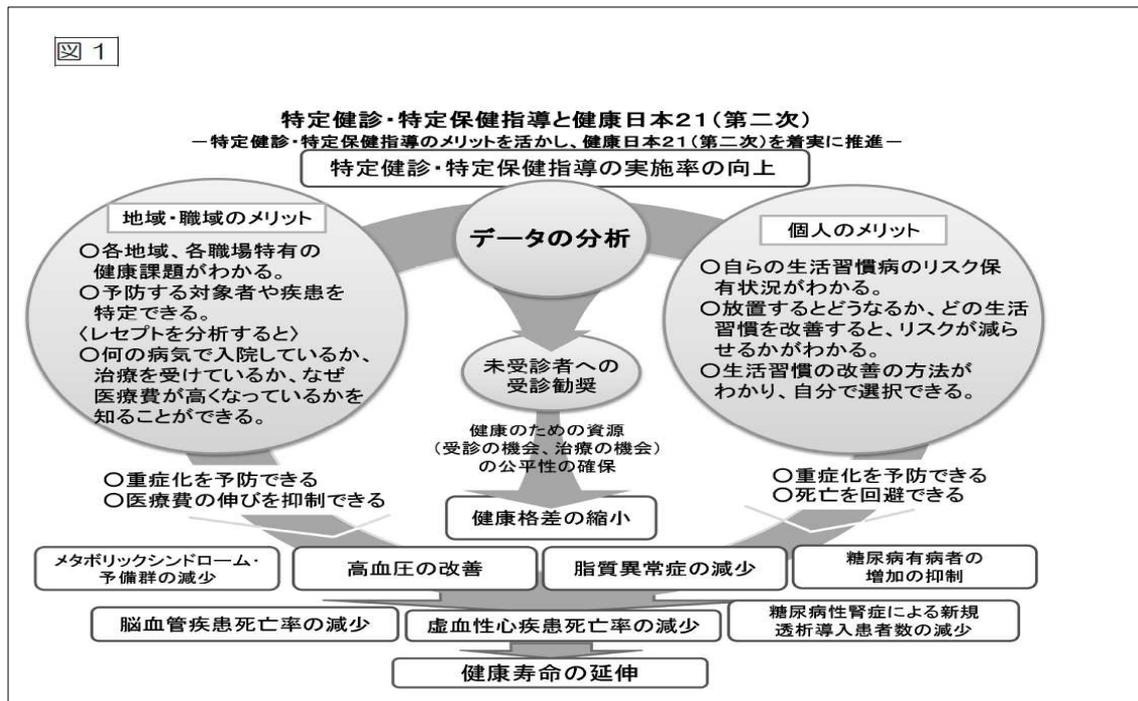 図1
特定健診・特定保健指導と健康日本21(第二次)
－特定健診・特定保健指導のメリットを活かし、健康日本21(第二次)を着実に推進－
特定健診・特定保健指導の実施率の向上
地域・職域のメリット
○各地域、各職場特有の
健康課題がわかる。
○予防する対象者や疾患を
特定できる。
〈レセプトを分析すると〉
○何の病気で入院しているか、
治療を受けているか、なぜ
医療費が高くなっているかを
知ることができる。
○重症化を予防できる
○医療費の伸びを抑制できる
データの分析
未受診者への
受診勧奨
健康のための資源
(受診の機会、治療の機会)
の公平性の確保
健康格差の縮小
個人のメリット
○自らの生活習慣病のリスク保
有状況がわかる。
○放置するとどうなるか、どの生活
習慣を改善すると、リスクが減ら
せるかがわかる。
○生活習慣の改善の方法が
わかり、自分で選択できる。
○重症化を予防できる
○死亡を回避できる
メタボリックシンドローム・
予備群の減少
高血圧の改善
脂質異常症の減少
糖尿病有病者の
増加の抑制
脳血管疾患死亡率の減少
虚血性心疾患死亡率の減少
糖尿病性腎症による新規
透析導入患者数の減少
健康寿命の延伸